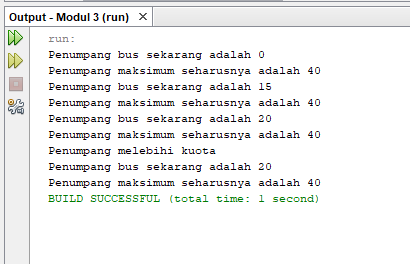 Output - Modul 3 (run) ×
run:
Penumpang bus sekarang adalah 0
Penumpang maksimum seharusnya adalah 40
Penumpang bus sekarang adalah 15
Penumpang maksimum seharusnya adalah 40
Penumpang bus sekarang adalah 20
Penumpang maksimum seharusnya adalah 40
Penumpang melebihi kuota
Penumpang bus sekarang adalah 20
Penumpang maksimum seharusnya adalah 40
BUILD SUCCESSFUL (total time: 1 second)